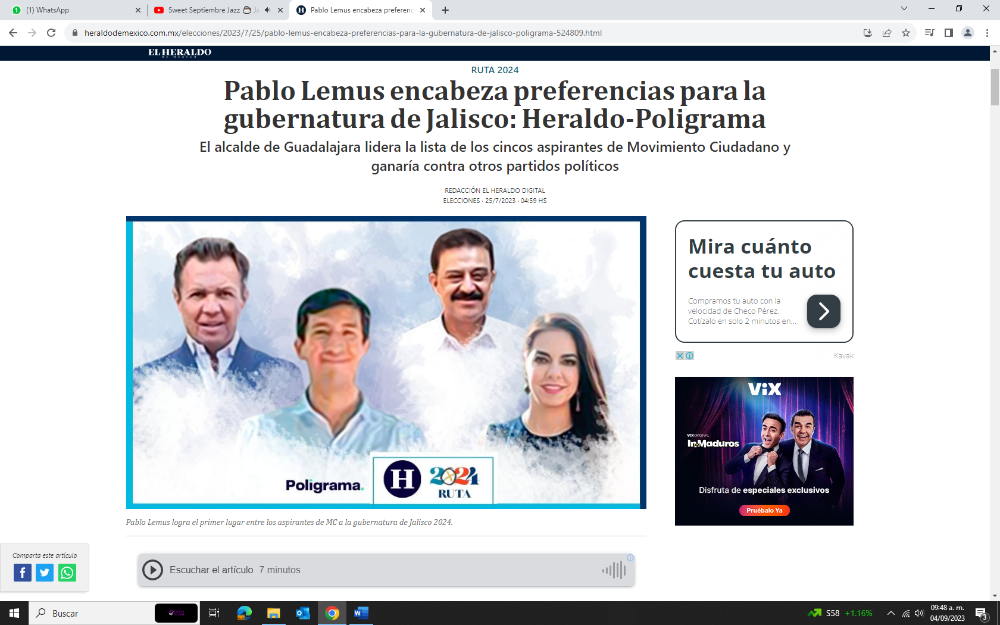 (1) WhatsApp
Sweet Septiembre Jazz
Pablo Lemus encabeza preferenc
heraldodemexico.com.mx/elecciones/2023/7/25/pablo-lemus-encabeza-preferencias-para-la-gubernatura-de-jalisco-poligrama-524809.html
EL HERALDO
DE MÉXICO
RUTA 2024
Pablo Lemus encabeza preferencias para la
gubernatura de Jalisco: Heraldo-Poligrama
El alcalde de Guadalajara lidera la lista de los cincos aspirantes de Movimiento Ciudadano y
ganaría contra otros partidos políticos
REDACCIÓN EL HERALDO DIGITAL
ELECCIONES · 25/7/2023 · 04:59 HS
Poligrama.
H
2024
RUTA
Pablo Lemus logra el primer lugar entre los aspirantes de MC a la gubernatura de Jalisco 2024.
Mira cuánto
cuesta tu auto
Compramos tu auto con la
velocidad de Checo Pérez.
Cotízalo en solo 2 minutos en...
Kavak
ViX
VIX ORIGINAL
InMaduros
Disfruta de especiales exclusivos
Pruébalo Ya
Comparta este artículo
Escuchar el artículo 7 minutos
Buscar
S58 +1.16%
09:48 a. m.
04/09/2023
3